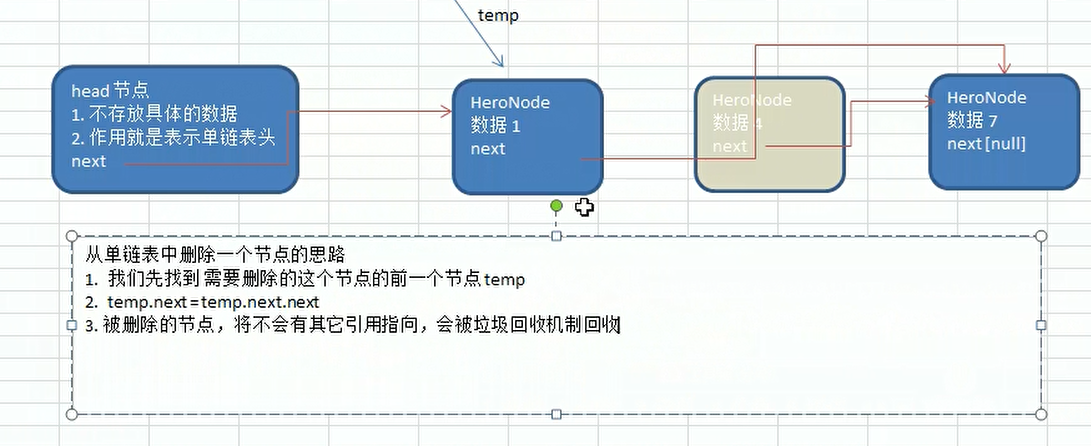 temp
head 节点
1. 不存放具体的数据
2. 作用就是表示单链表头
next
HeroNode
数据 1
next
HeroNode
数据 4
next
HeroNode
数据 7
next[null]
从单链表中删除一个节点的思路
1. 我们先找到 需要删除的这个节点的前一个节点 temp
2. temp.next=temp.next.next
3. 被删除的节点，将不会有其它引用指向，会被垃圾回收机制回收